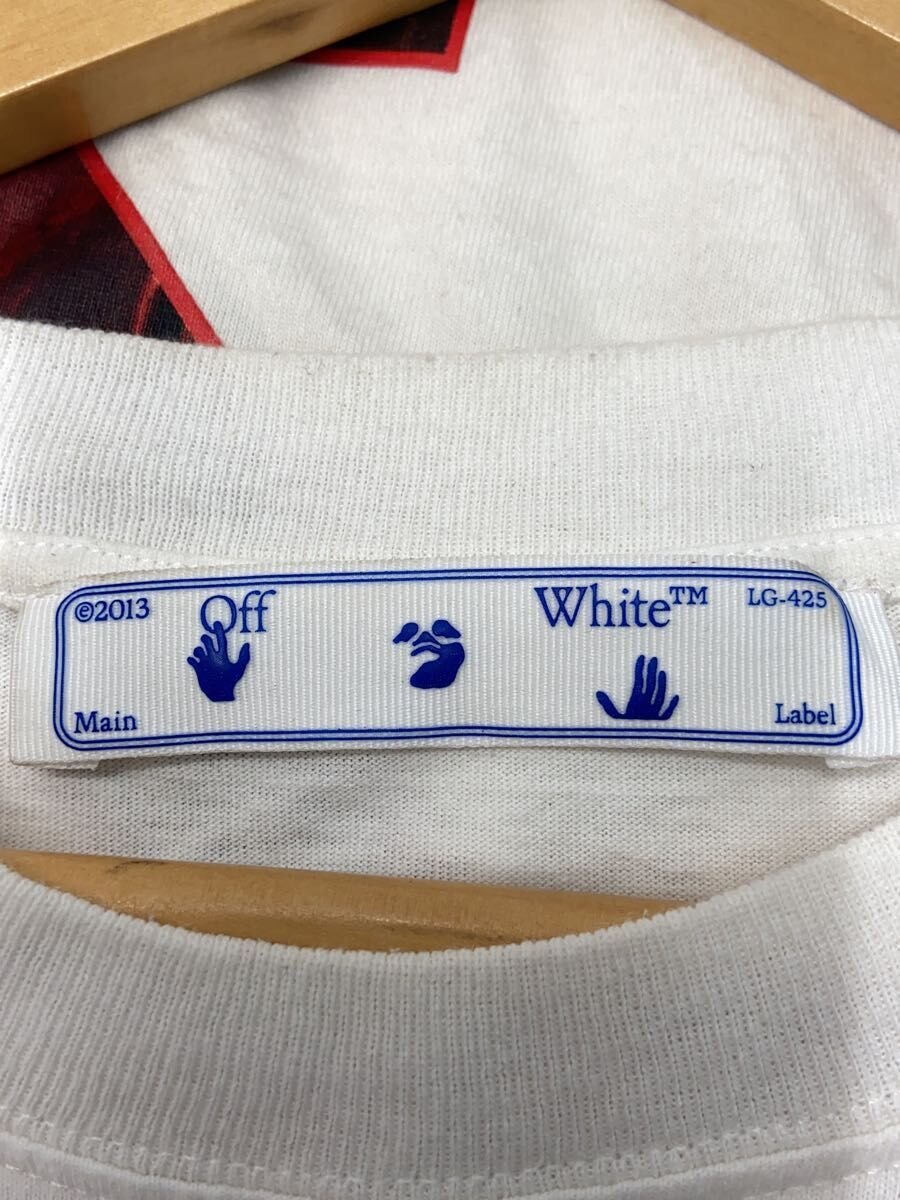 ©2013 Off White™ LG-425
Main Label